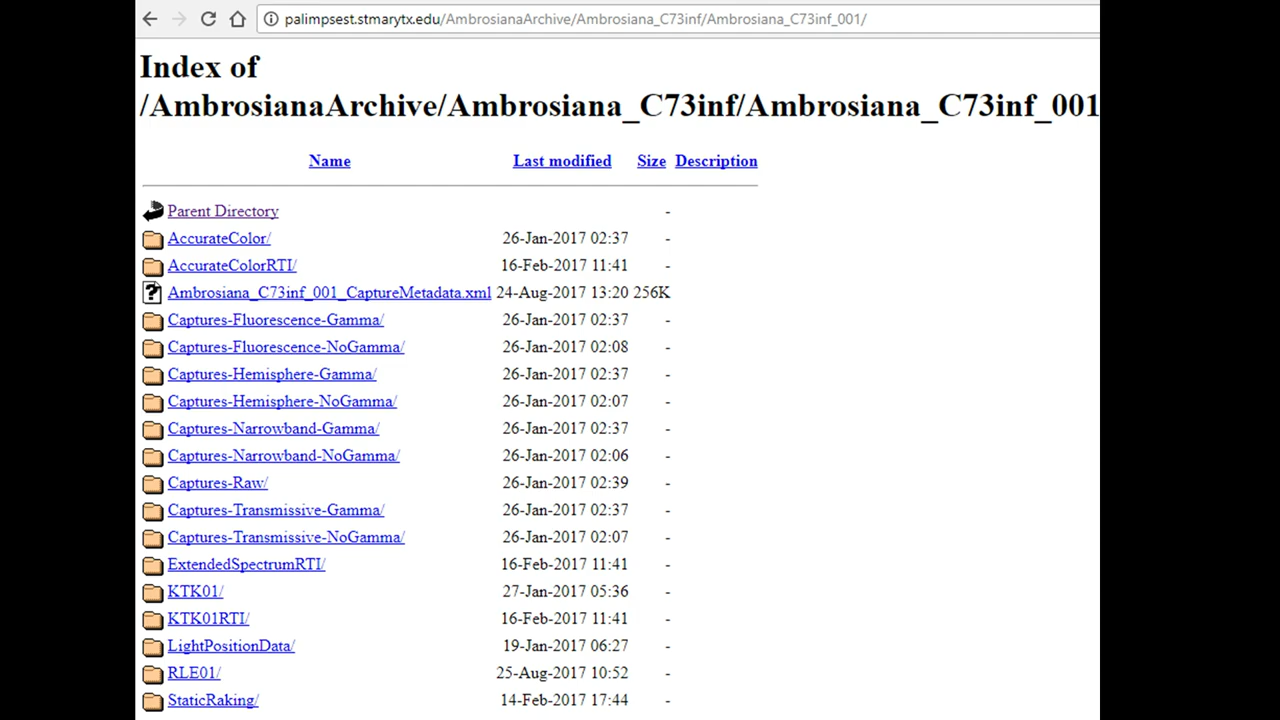 palimpsest.stmarytx.edu/AmbrosianaArchive/Ambrosiana_C73inf/Ambrosiana_C73inf_001/
Index of
/AmbrosianaArchive/Ambrosiana_C73inf/Ambrosiana_C73inf_001
Name Last modified Size Description
Parent Directory -
AccurateColor/ 26-Jan-2017 02:37 -
AccurateColorRTI/ 16-Feb-2017 11:41 -
Ambrosiana_C73inf_001_CaptureMetadata.xml 24-Aug-2017 13:20 256K
Captures-Fluorescence-Gamma/ 26-Jan-2017 02:37 -
Captures-Fluorescence-NoGamma/ 26-Jan-2017 02:08 -
Captures-Hemisphere-Gamma/ 26-Jan-2017 02:37 -
Captures-Hemisphere-NoGamma/ 26-Jan-2017 02:07 -
Captures-Narrowband-Gamma/ 26-Jan-2017 02:37 -
Captures-Narrowband-NoGamma/ 26-Jan-2017 02:06 -
Captures-Raw/ 26-Jan-2017 02:39 -
Captures-Transmissive-Gamma/ 26-Jan-2017 02:37 -
Captures-Transmissive-NoGamma/ 26-Jan-2017 02:07 -
ExtendedSpectrumRTI/ 16-Feb-2017 11:41 -
KTK01/ 27-Jan-2017 05:36 -
KTK01RTI/ 16-Feb-2017 11:41 -
LightPositionData/ 19-Jan-2017 06:27 -
RLE01/ 25-Aug-2017 10:52 -
StaticRaking/ 14-Feb-2017 17:44 -